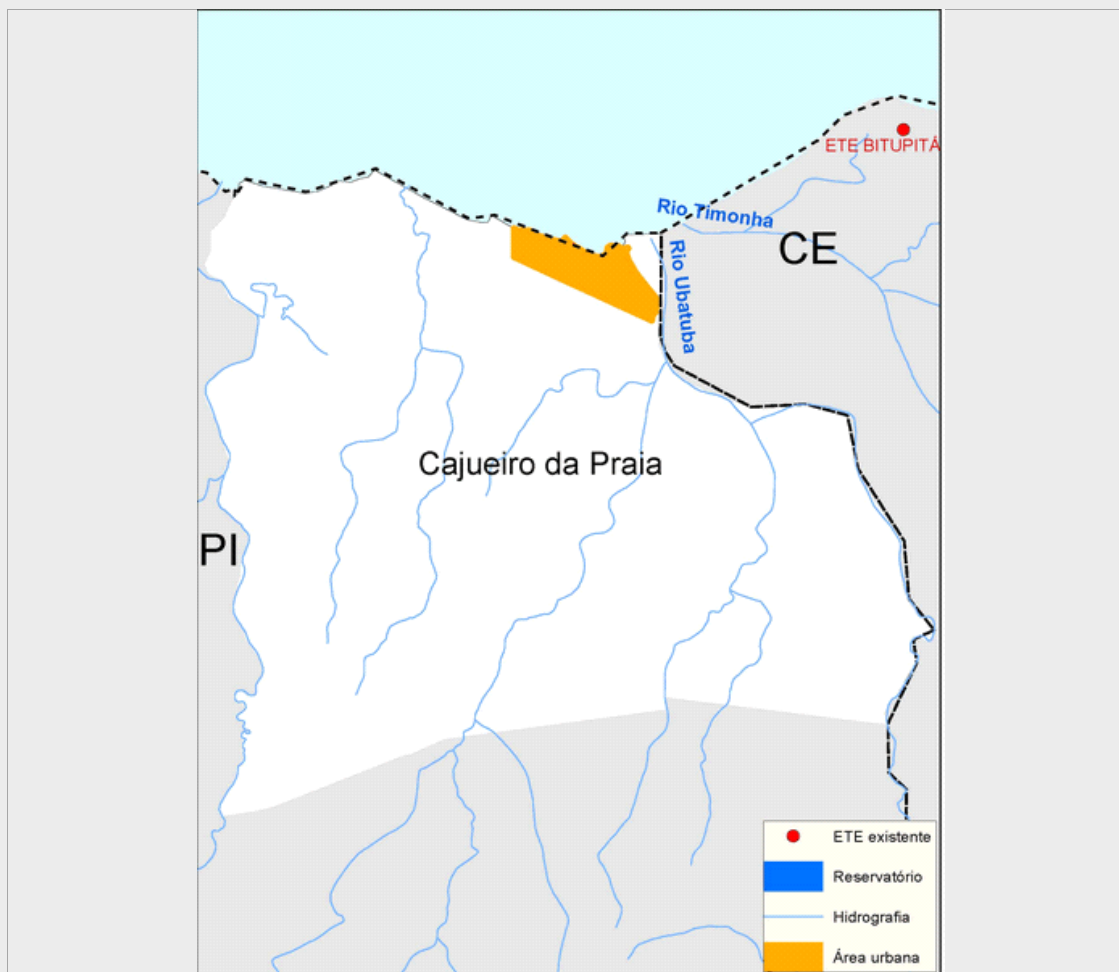 ETE BITUPITÁ
Rio Timonha
CE
Rio Ubatuba
Cajueiro da Praia
PI
ETE existente
Reservatório
Hidrografia
Área urbana